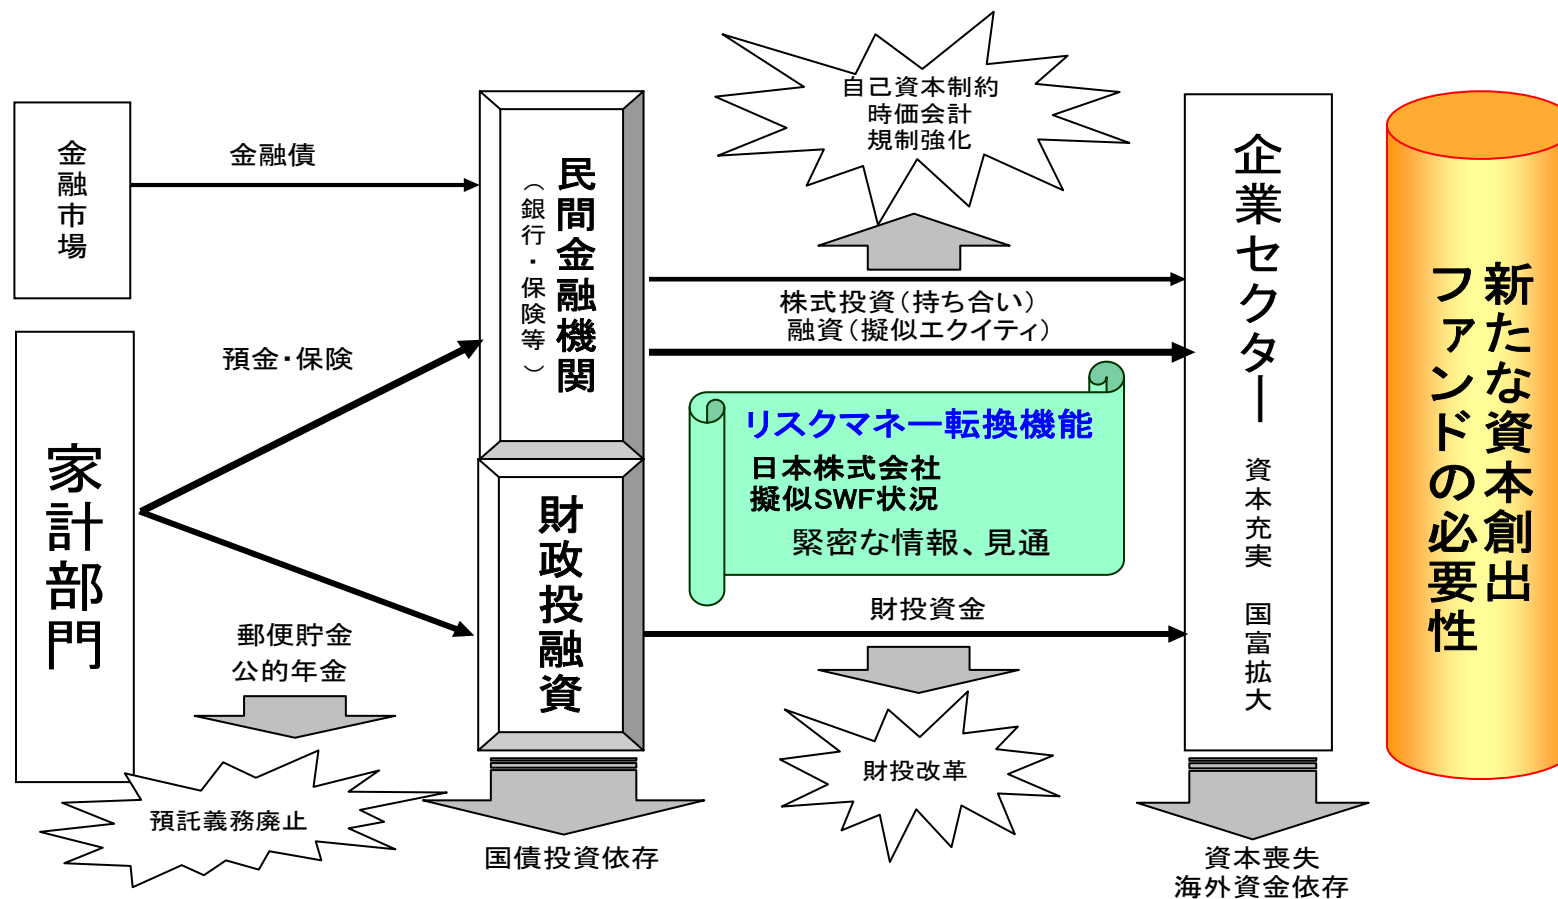 金融市場
金融債
家計部門
預金・保険
郵便貯金
公的年金
預託義務廃止
民間金融機関
（銀行・保険等）
財政投融資
国債投資依存
自己資本制約
時価会計
規制強化
株式投資（持ち合い）
融資（擬似エクイティ）
リスクマネー転換機能
日本株式会社
擬似SWF状況
緊密な情報、見通
財投資金
財投改革
企業セクター 資本充実 国富拡大
資本喪失
海外資金依存
新たな資本創出
ファンドの必要性